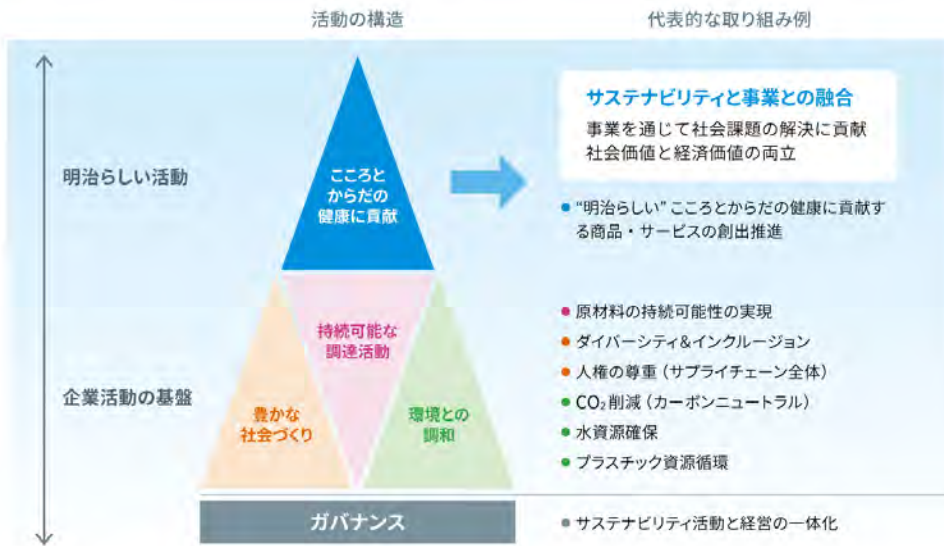 活動の構造
代表的な取り組み例
明治らしい活動
こころと
からだの
健康に貢献
サステナビリティと事業との融合
事業を通じて社会課題の解決に貢献
社会価値と経済価値の両立
● “明治らしい” こころとからだの健康に貢献す
る商品・サービスの創出推進
企業活動の基盤
持続可能な
調達活動
豊かな
社会づくり
環境との
調和
● 原材料の持続可能性の実現
● ダイバーシティ&インクルージョン
● 人権の尊重（サプライチェーン全体）
● CO₂削減（カーボンニュートラル）
● 水資源確保
● プラスチック資源循環
ガバナンス
● サステナビリティ活動と経営の一体化